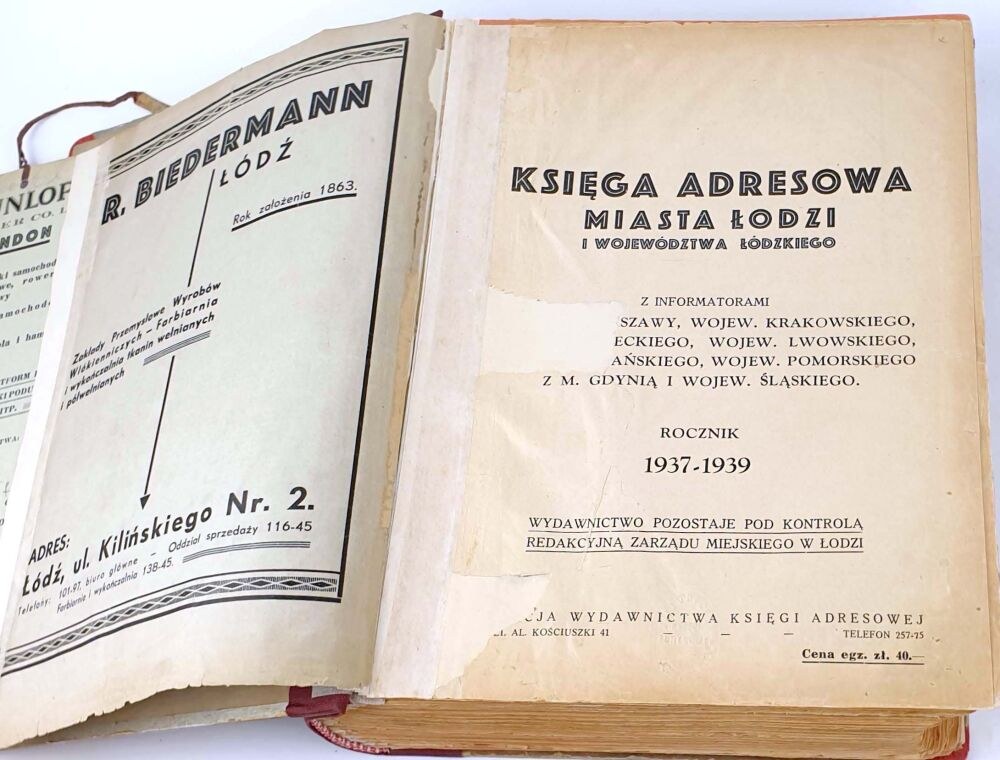 R. BIEDERMANN
ŁÓDŹ
Rok założenia 1863.
Zakłady Przemysłowe Wyrobów
Włókienniczych – Farbiarnia
i wykończalnia tkanin wełnianych
i półwełnianych
ADRES:
Łódź, ul. Kilińskiego Nr. 2.
Telefony: 101-97, biuro główne – Oddział sprzedaży 116-45
Farbiarnie i wykończalnia 138-45.
NDON
KSIĘGA ADRESOWA
MIASTA ŁODZI
I WOJEWÓDZTWA ŁÓDZKIEGO
Z INFORMATORAMI
SZAWY, WOJEW. KRAKOWSKIEGO,
ECKIEGO, WOJEW. LWOWSKIEGO,
AŃSKIEGO, WOJEW. POMORSKIEGO
Z M. GDYNIĄ I WOJEW. ŚLĄSKIEGO.
ROCZNIK
1937-1939
WYDAWNICTWO POZOSTAJE POD KONTROLĄ
REDAKCYJNĄ ZARZĄDU MIEJSKIEGO W ŁODZI
CJA WYDAWNICTWA KSIĘGI ADRESOWEJ
AL. KOŚCIUSZKI 41 — — — TELEFON 257-75
Cena egz. zł. 40.—